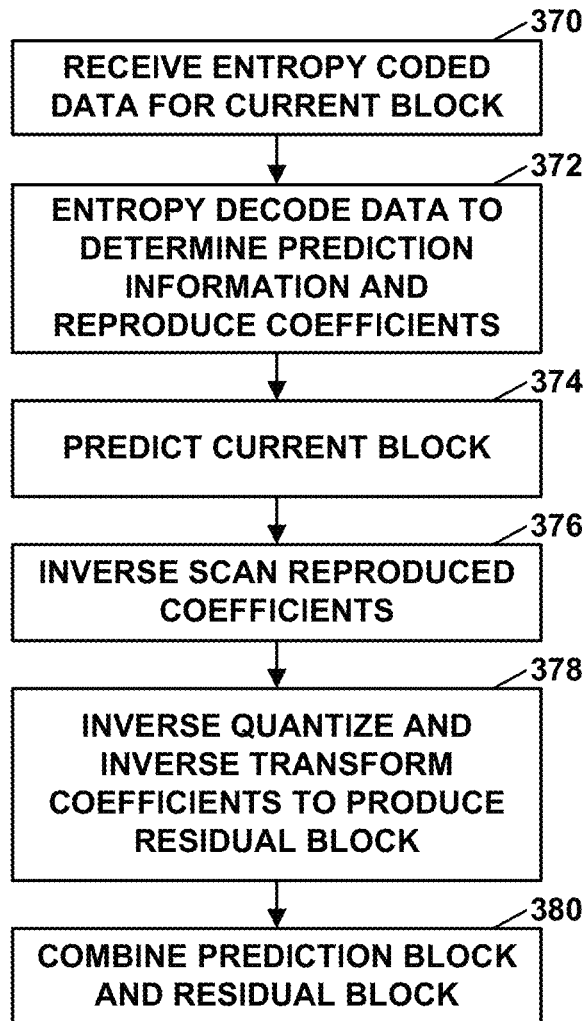 370
RECEIVE ENTROPY CODED
DATA FOR CURRENT BLOCK
372
ENTROPY DECODE DATA TO
DETERMINE PREDICTION
INFORMATION AND
REPRODUCE COEFFICIENTS
374
PREDICT CURRENT BLOCK
376
INVERSE SCAN REPRODUCED
COEFFICIENTS
378
INVERSE QUANTIZE AND
INVERSE TRANSFORM
COEFFICIENTS TO PRODUCE
RESIDUAL BLOCK
380
COMBINE PREDICTION BLOCK
AND RESIDUAL BLOCK